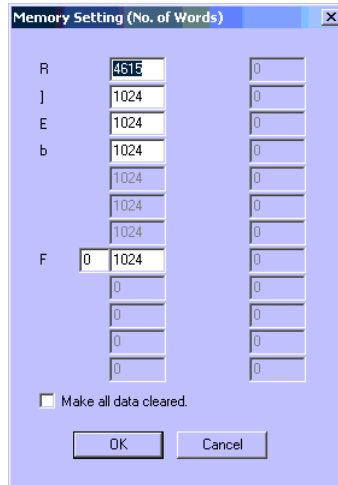 Memory Setting (No. of Words)
R 4615 0
] 1024 0
E 1024 0
b 1024 0
1024 0
1024 0
1024 0
F 0 1024 0
0 0
0 0
0 0
0 0
Make all data cleared.
OK Cancel